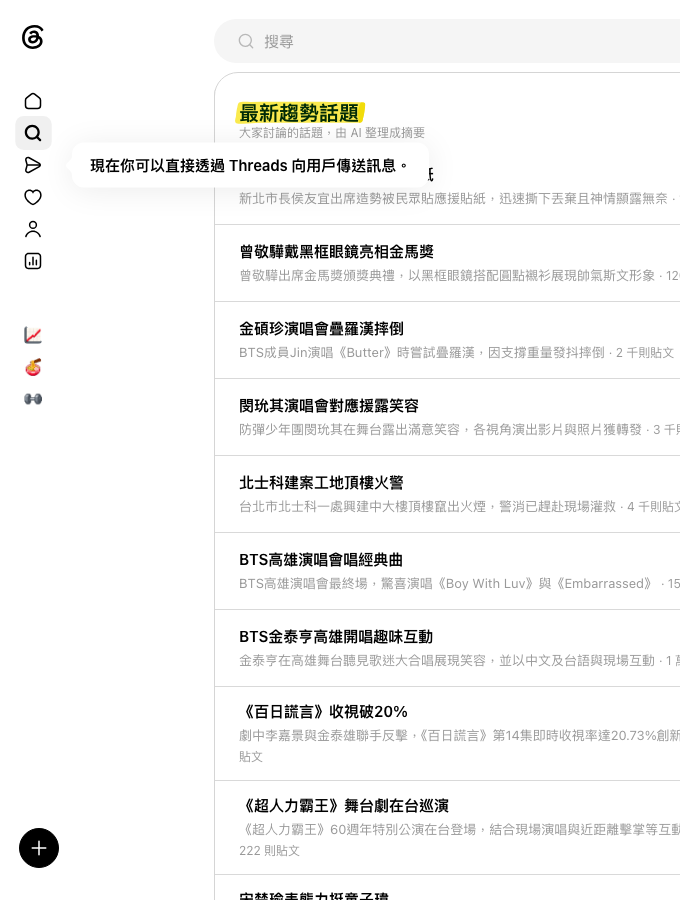 搜尋
最新趨勢話題
大家討論的話題，由 AI 整理成摘要
現在你可以直接透過 Threads 向用戶傳送訊息。
新北市長侯友宜出席造勢被民眾貼應援貼紙，迅速撕下丟棄且神情顯露無奈 ·
曾敬驊戴黑框眼鏡亮相金馬獎
曾敬驊出席金馬獎頒獎典禮，以黑框眼鏡搭配圓點襯衫展現帥氣斯文形象 · 120
金碩珍演唱會疊羅漢摔倒
BTS成員Jin演唱《Butter》時嘗試疊羅漢，因支撐重量發抖摔倒 · 2 千則貼文
閔玧其演唱會對應援露笑容
防彈少年團閔玧其在舞台露出滿意笑容，各視角演出影片與照片獲轉發 · 3 千則
北士科建案工地頂樓火警
台北市北士科一處興建中大樓頂樓竄出火煙，警消已趕赴現場灌救 · 4 千則貼文
BTS高雄演唱會唱經典曲
BTS高雄演唱會最終場，驚喜演唱《Boy With Luv》與《Embarrassed》 · 15
BTS金泰亨高雄開唱趣味互動
金泰亨在高雄舞台聽見歌迷大合唱展現笑容，並以中文及台語與現場互動 · 1 萬
《百日謊言》收視破20%
劇中李嘉景與金泰雄聯手反擊，《百日謊言》第14集即時收視率達20.73%創新
貼文
《超人力霸王》舞台劇在台巡演
《超人力霸王》60週年特別公演在台登場，結合現場演唱與近距離擊掌等互動
222 則貼文